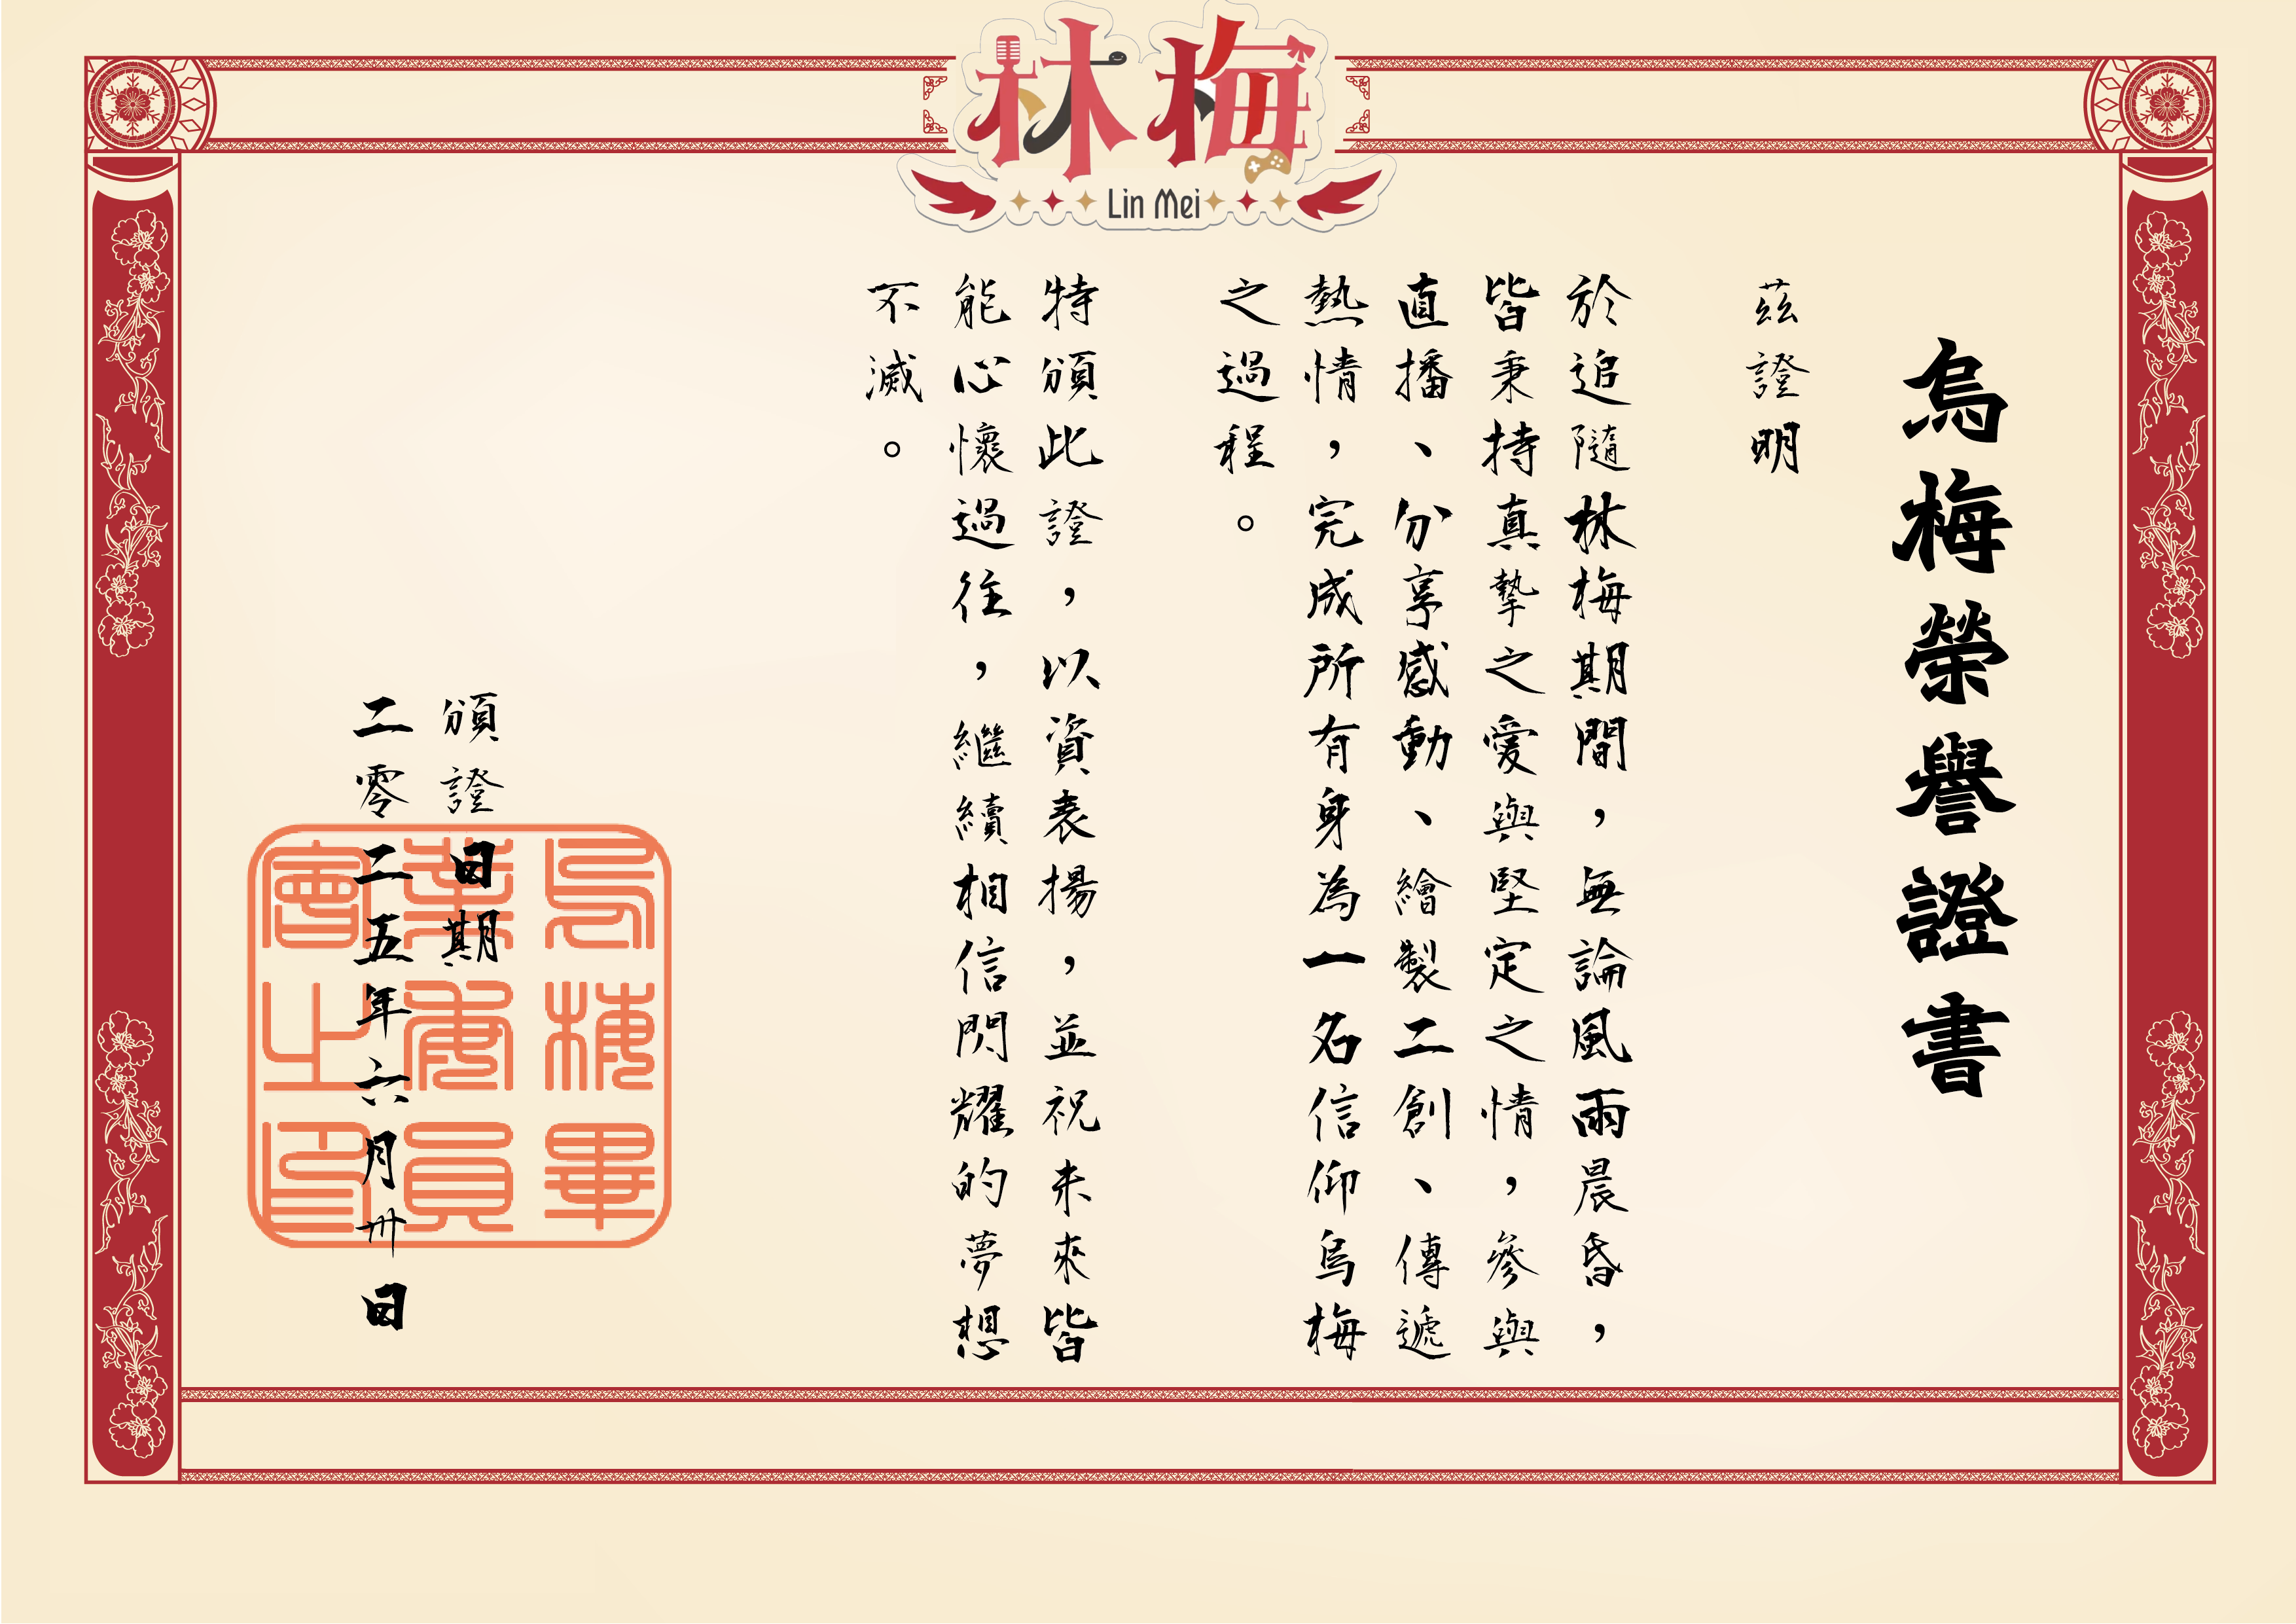 林梅
Lin Mei
烏梅榮譽證書
茲證明
於追隨林梅期間，無論風雨晨昏，
皆秉持真摯之愛與堅定之情，參與
直播、分享感動、繪製二創、傳遞
熱情，完成所有身為一名信仰烏梅
之過程。
特頒此證，以資表揚，並祝未來皆
能心懷過往，繼續相信閃耀的夢想
不滅。
頒證日期
二零二五年六月卅日
烏梅畢
業委員
會之印